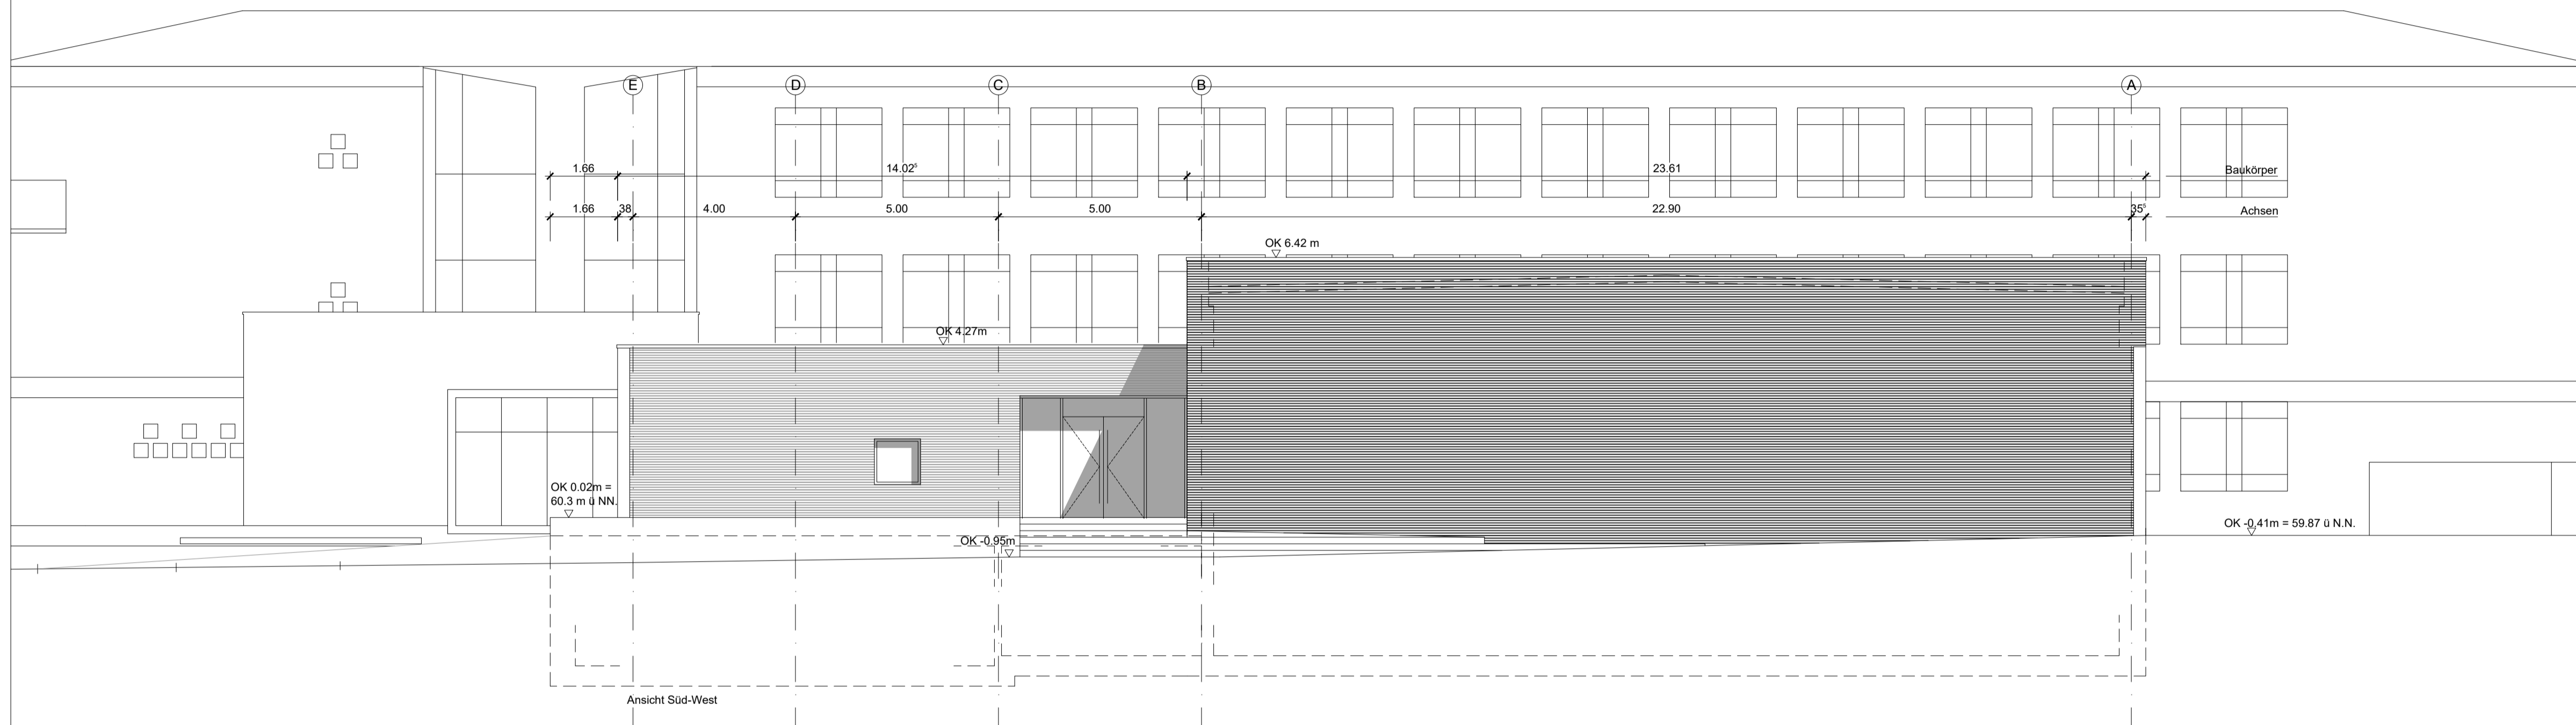 E
D
C
B
A
1.66
14.02⁵
23.61
Baukörper
1.66
38
4.00
5.00
5.00
22.90
35⁵
Achsen
OK 6.42 m
OK 4.27m
OK 0.02m =
60.3 m ü NN.
OK -0.95m
OK -0.41m = 59.87 ü N.N.
Ansicht Süd-West